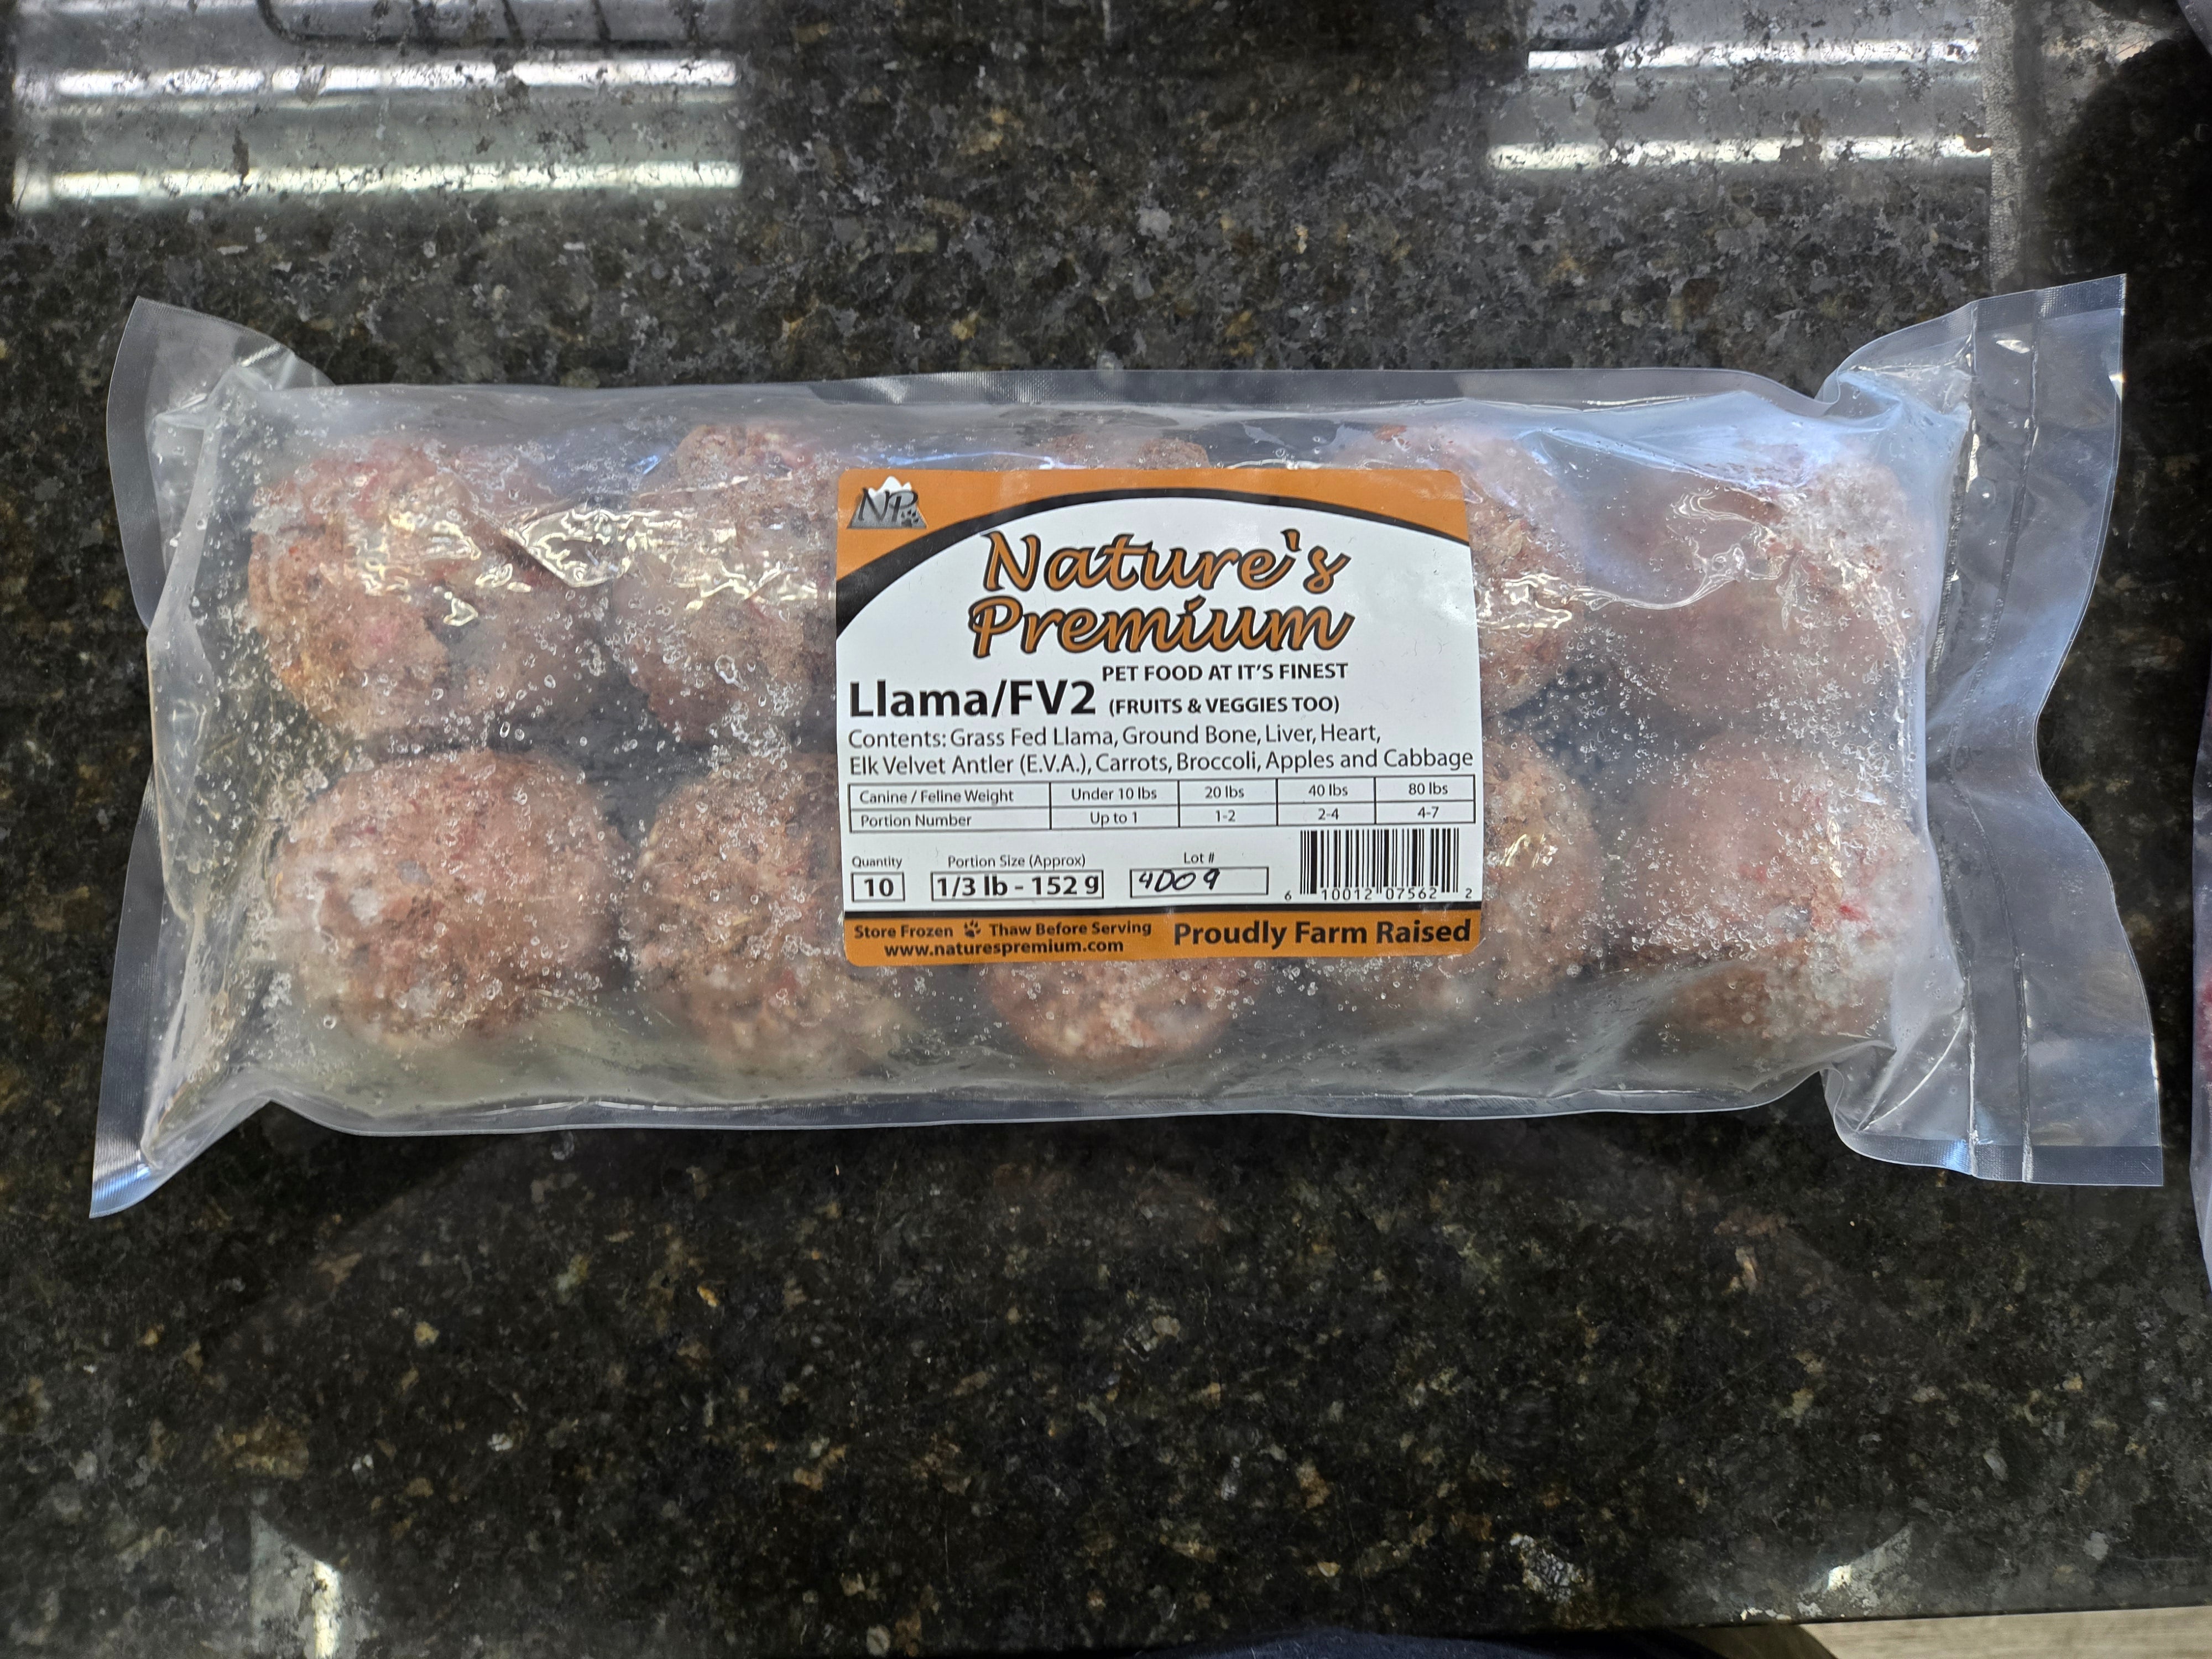 NP
Nature's
Premium
PET FOOD AT IT'S FINEST
Llama/FV2 (FRUITS & VEGGIES TOO)
Contents: Grass Fed Llama, Ground Bone, Liver, Heart,
Elk Velvet Antler (E.V.A.), Carrots, Broccoli, Apples and Cabbage
Canine / Feline Weight Under 10 lbs 20 lbs 40 lbs 80 lbs
Portion Number Up to 1 1-2 2-4 4-7
Quantity Portion Size (Approx) Lot #
10 1/3 lb - 152 g 4D09
6 10012 07562 2
Store Frozen Thaw Before Serving Proudly Farm Raised
www.naturespremium.com